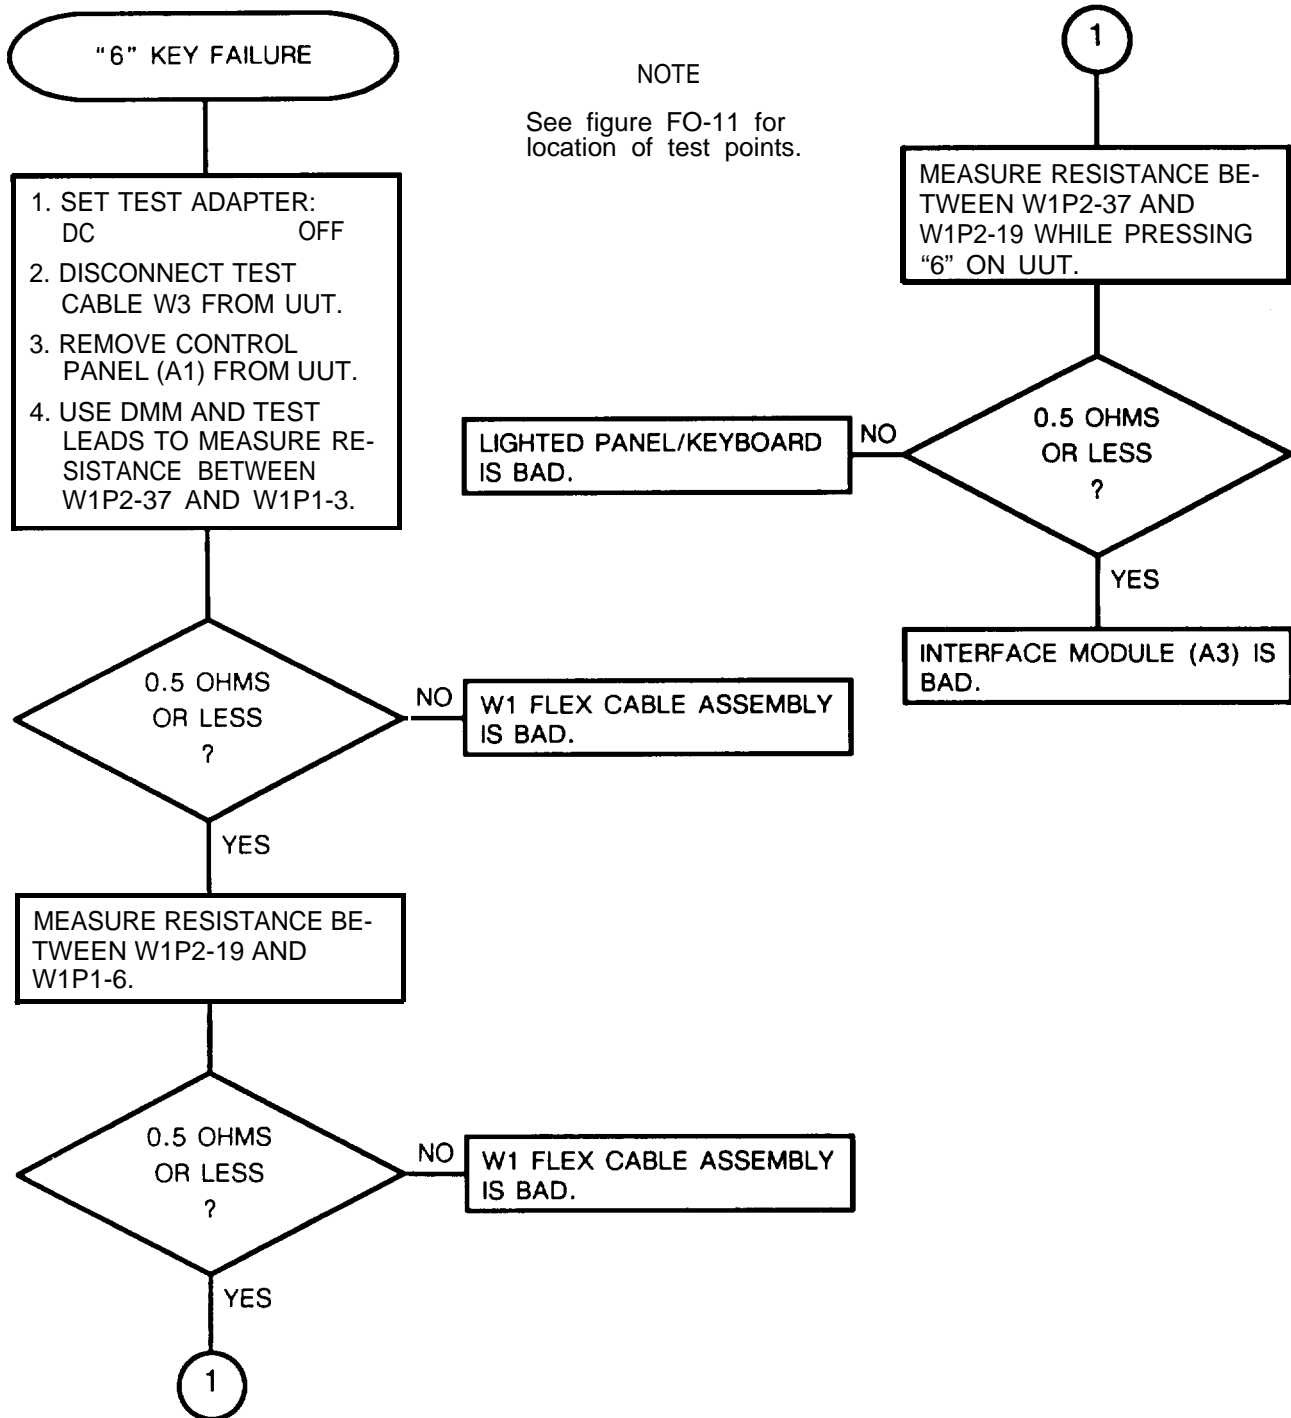 "6" KEY FAILURE
1. SET TEST ADAPTER:
DC OFF
2. DISCONNECT TEST
CABLE W3 FROM UUT.
3. REMOVE CONTROL
PANEL (A1) FROM UUT.
4. USE DMM AND TEST
LEADS TO MEASURE RE-
SISTANCE BETWEEN
W1P2-37 AND W1P1-3.
0.5 OHMS
OR LESS
?
NO
W1 FLEX CABLE ASSEMBLY
IS BAD.
YES
MEASURE RESISTANCE BE-
TWEEN W1P2-19 AND
W1P1-6.
0.5 OHMS
OR LESS
?
NO
W1 FLEX CABLE ASSEMBLY
IS BAD.
YES
1
NOTE
See figure FO-11 for
location of test points.
1
MEASURE RESISTANCE BE-
TWEEN W1P2-37 AND
W1P2-19 WHILE PRESSING
“6” ON UUT.
0.5 OHMS
OR LESS
?
NO
LIGHTED PANEL/KEYBOARD
IS BAD.
YES
INTERFACE MODULE (A3) IS
BAD.